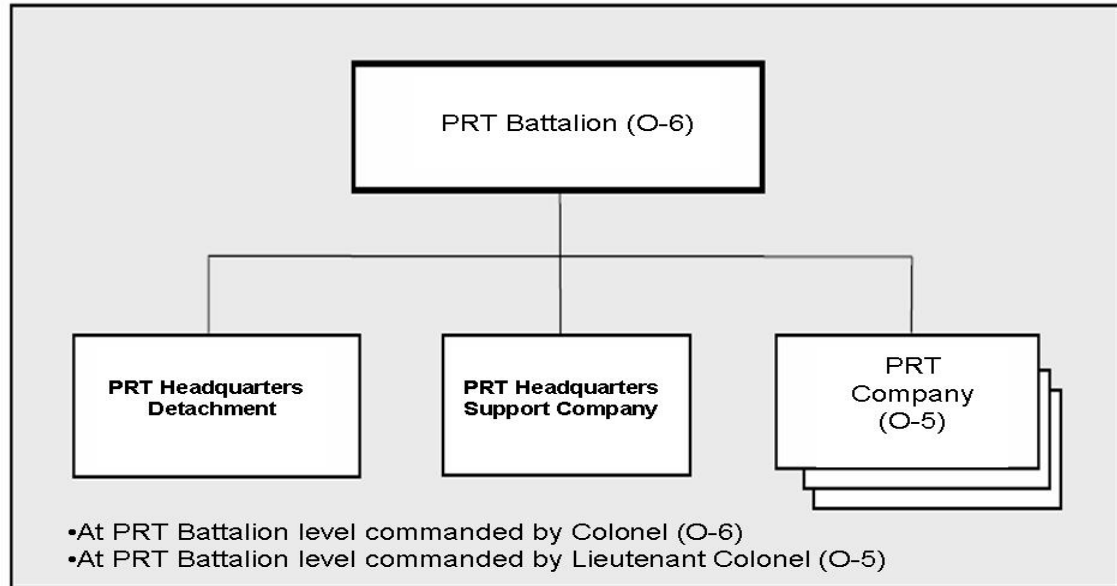 PRT Battalion (O-6)
PRT Headquarters
Detachment
PRT Headquarters
Support Company
PRT
Company
(O-5)
•At PRT Battalion level commanded by Colonel (O-6)
•At PRT Battalion level commanded by Lieutenant Colonel (O-5)